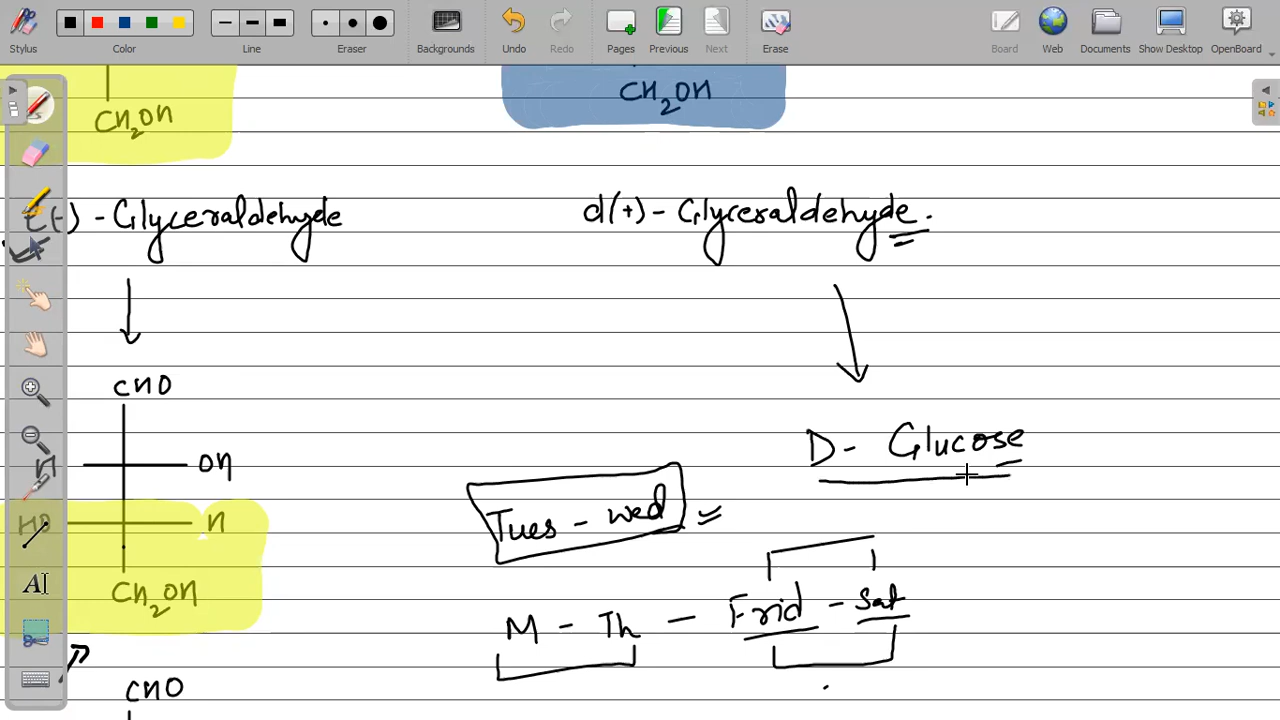 Stylus Color Line Eraser Backgrounds Undo Redo Pages Previous Next Erase Board Web Documents Show Desktop OpenBoard
CH2OH
CH2OH
l(-) - Glyceraldehyde
d(+) - Glyceraldehyde.
CHO
D- Glucose
H OH
Tues - Wed
HO H
CH2OH
M - Th - Frid - Sat
CHO